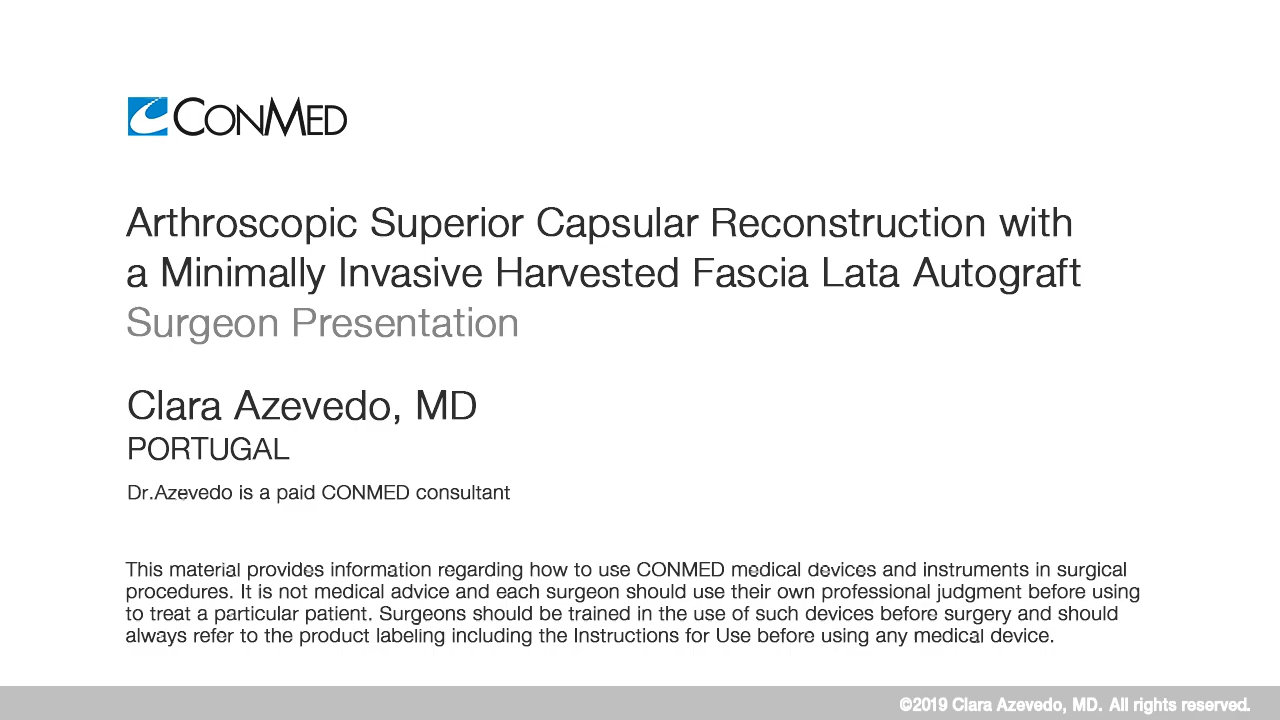 CONMED
Arthroscopic Superior Capsular Reconstruction with
a Minimally Invasive Harvested Fascia Lata Autograft
Surgeon Presentation
Clara Azevedo, MD
PORTUGAL
Dr.Azevedo is a paid CONMED consultant
This material provides information regarding how to use CONMED medical devices and instruments in surgical
procedures. It is not medical advice and each surgeon should use their own professional judgment before using
to treat a particular patient. Surgeons should be trained in the use of such devices before surgery and should
always refer to the product labeling including the Instructions for Use before using any medical device.
©2019 Clara Azevedo, MD. All rights reserved.